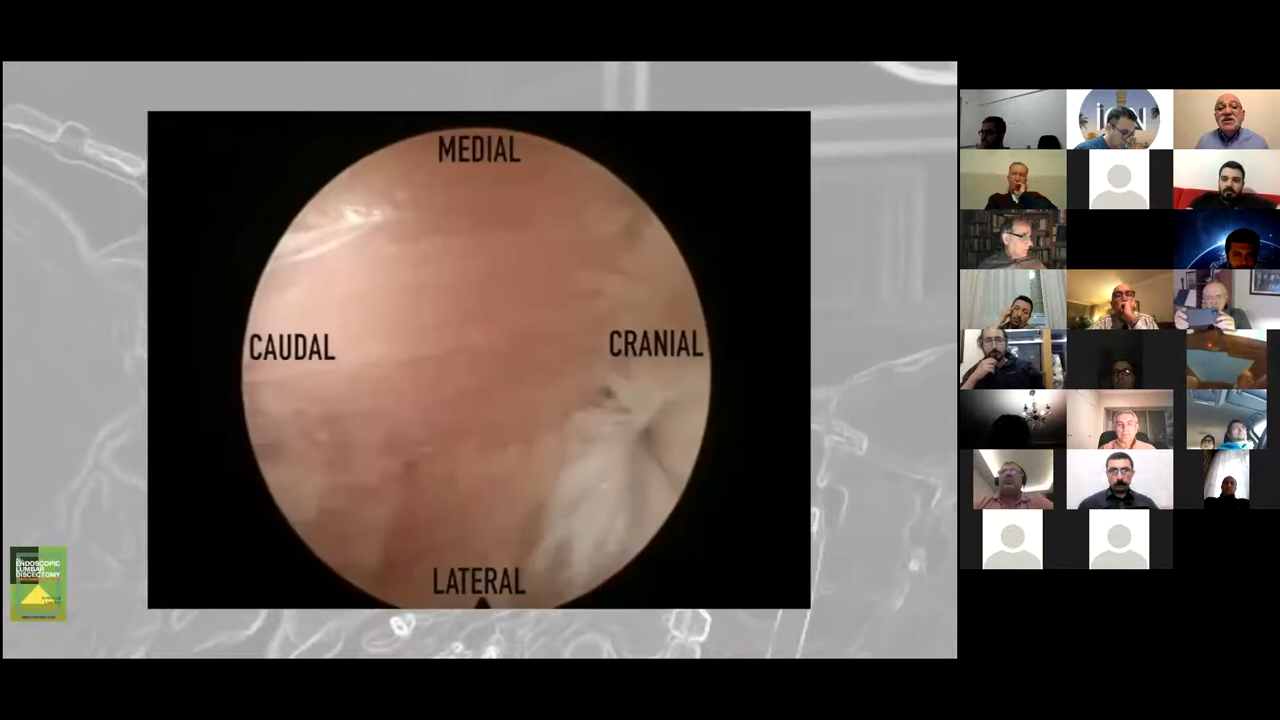 MEDIAL
CAUDAL
CRANIAL
LATERAL
ENDOSCOPIC
LUMBAR
DISCECTOMY